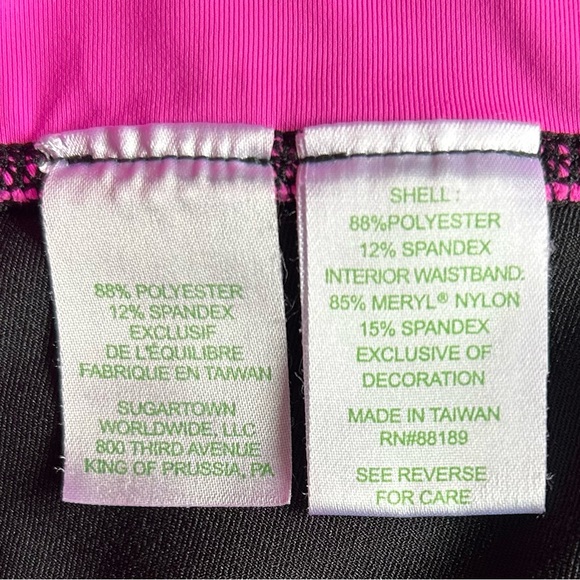 88% POLYESTER
12% SPANDEX
EXCLUSIF
DE L'ÉQUILIBRE
FABRIQUE EN TAIWAN
SUGARTOWN
WORLDWIDE, LLC
800 THIRD AVENUE
KING OF PRUSSIA, PA
SHELL :
88%POLYESTER
12% SPANDEX
INTERIOR WAISTBAND:
85% MERYL® NYLON
15% SPANDEX
EXCLUSIVE OF
DECORATION
MADE IN TAIWAN
RN#88189
SEE REVERSE
FOR CARE